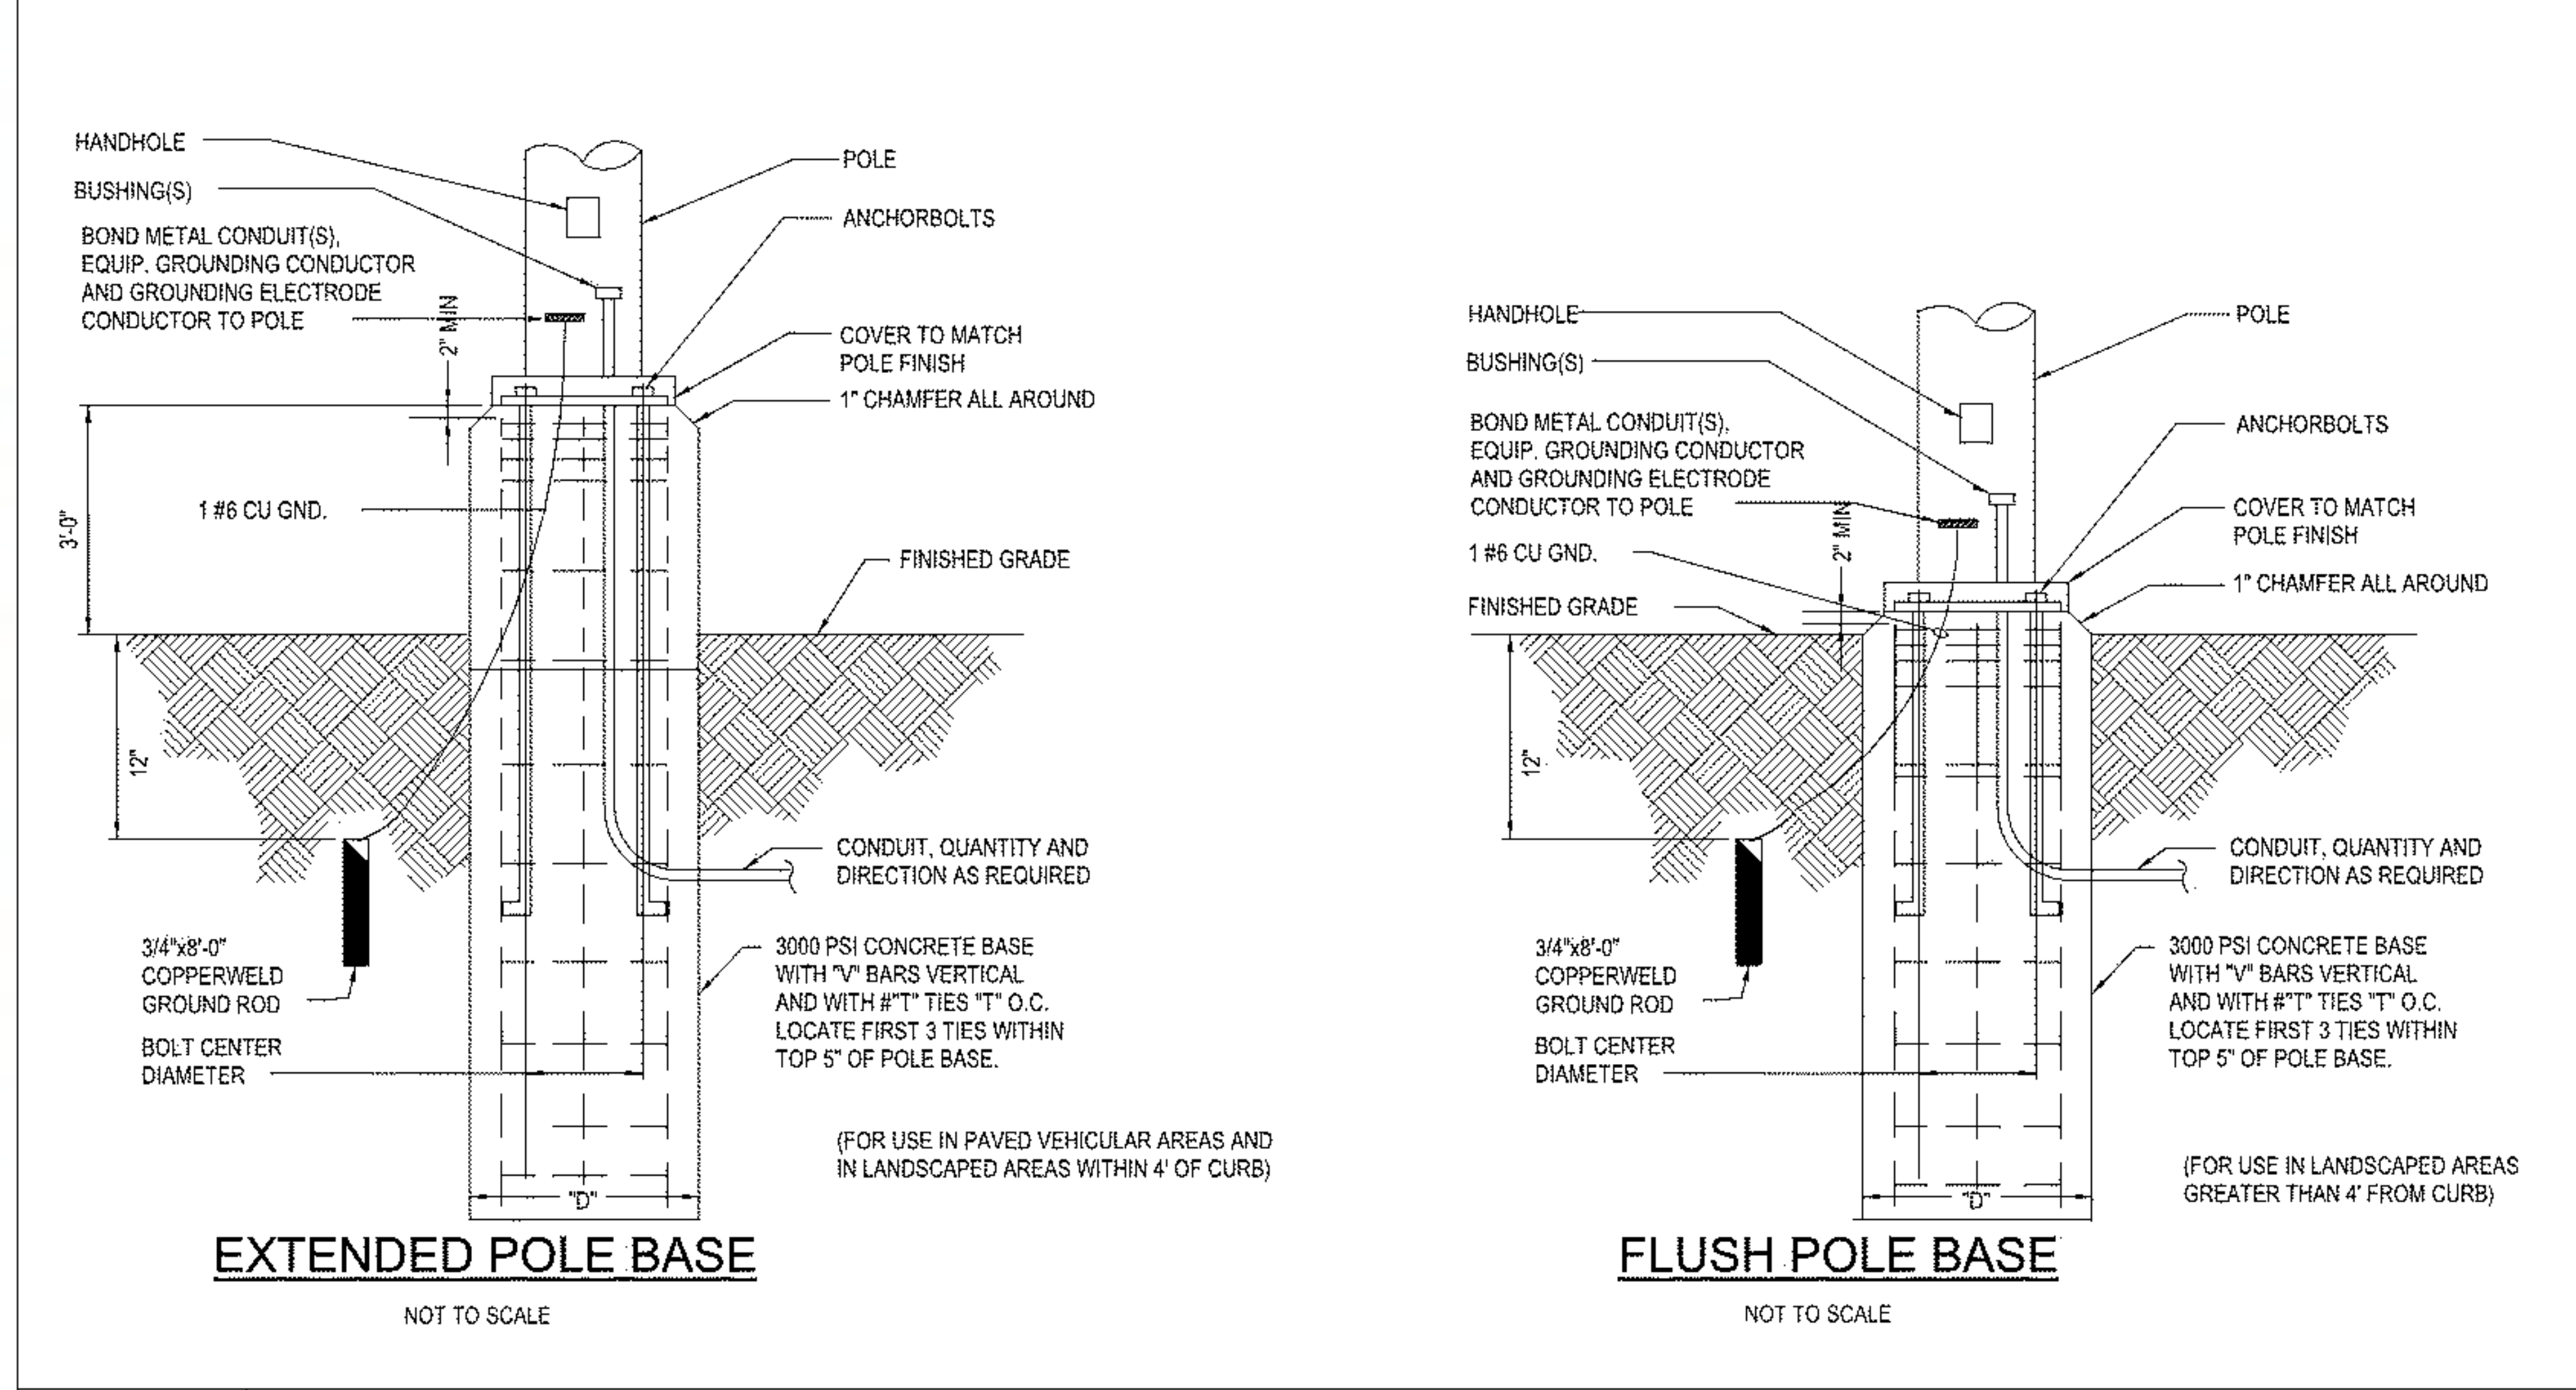 HANDHOLE
BUSHING(S)
BOND METAL CONDUIT(S),
EQUIP. GROUNDING CONDUCTOR
AND GROUNDING ELECTRODE
CONDUCTOR TO POLE
2" MIN
POLE
ANCHORBOLTS
COVER TO MATCH
POLE FINISH
1" CHAMFER ALL AROUND
1 #6 CU GND.
3'-0"
FINISHED GRADE
12"
CONDUIT, QUANTITY AND
DIRECTION AS REQUIRED
3/4"x8'-0"
COPPERWELD
GROUND ROD
BOLT CENTER
DIAMETER
3000 PSI CONCRETE BASE
WITH "V" BARS VERTICAL
AND WITH #"T" TIES "T" O.C.
LOCATE FIRST 3 TIES WITHIN
TOP 5" OF POLE BASE.
(FOR USE IN PAVED VEHICULAR AREAS AND
IN LANDSCAPED AREAS WITHIN 4' OF CURB)
"D"
EXTENDED POLE BASE
NOT TO SCALE
HANDHOLE
BUSHING(S)
BOND METAL CONDUIT(S),
EQUIP. GROUNDING CONDUCTOR
AND GROUNDING ELECTRODE
CONDUCTOR TO POLE
1 #6 CU GND.
2" MIN
FINISHED GRADE
POLE
ANCHORBOLTS
COVER TO MATCH
POLE FINISH
1" CHAMFER ALL AROUND
12"
CONDUIT, QUANTITY AND
DIRECTION AS REQUIRED
3/4"x8'-0"
COPPERWELD
GROUND ROD
BOLT CENTER
DIAMETER
3000 PSI CONCRETE BASE
WITH "V" BARS VERTICAL
AND WITH #"T" TIES "T" O.C.
LOCATE FIRST 3 TIES WITHIN
TOP 5" OF POLE BASE.
(FOR USE IN LANDSCAPED AREAS
GREATER THAN 4' FROM CURB)
"D"
FLUSH POLE BASE
NOT TO SCALE